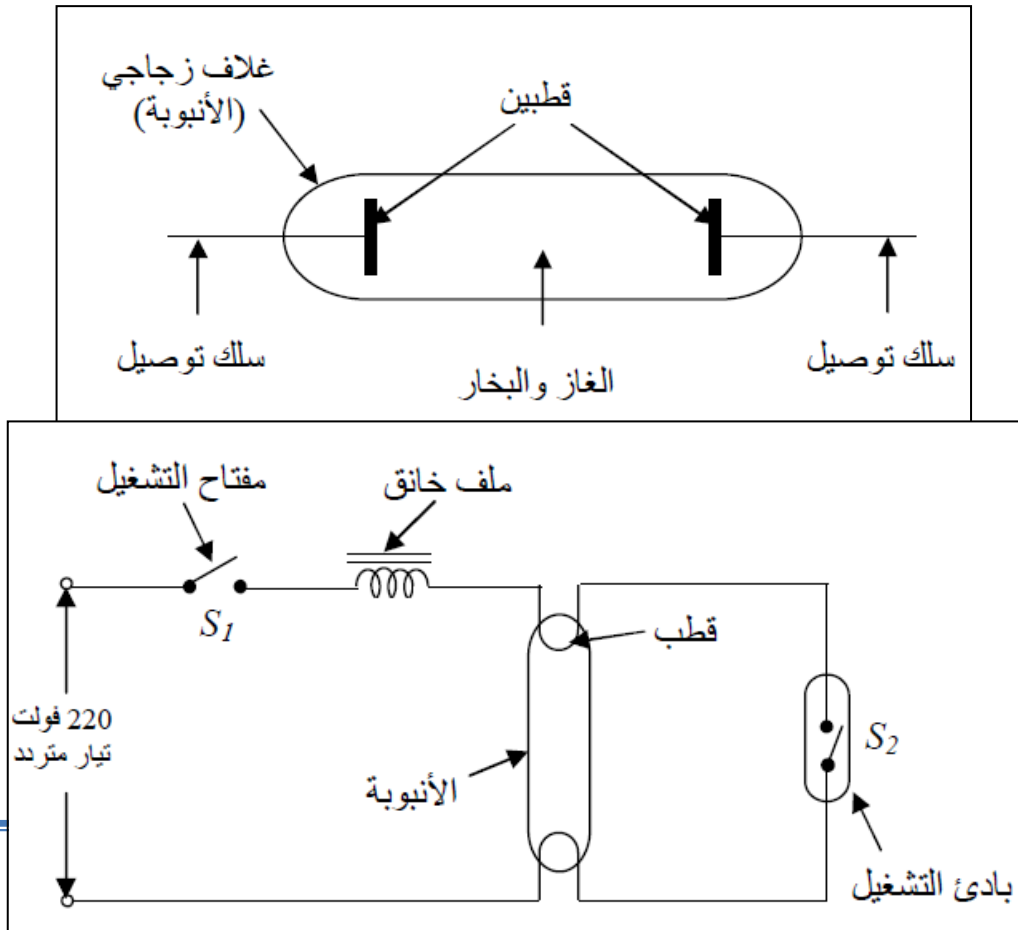 غلاف زجاجي
(الأنبوبة)
قطبين
سلك توصيل
الغاز والبخار
سلك توصيل
مفتاح التشغيل
ملف خانق
S1
قطب
220 فولت
تيار متردد
S2
الأنبوبة
بادئ التشغيل